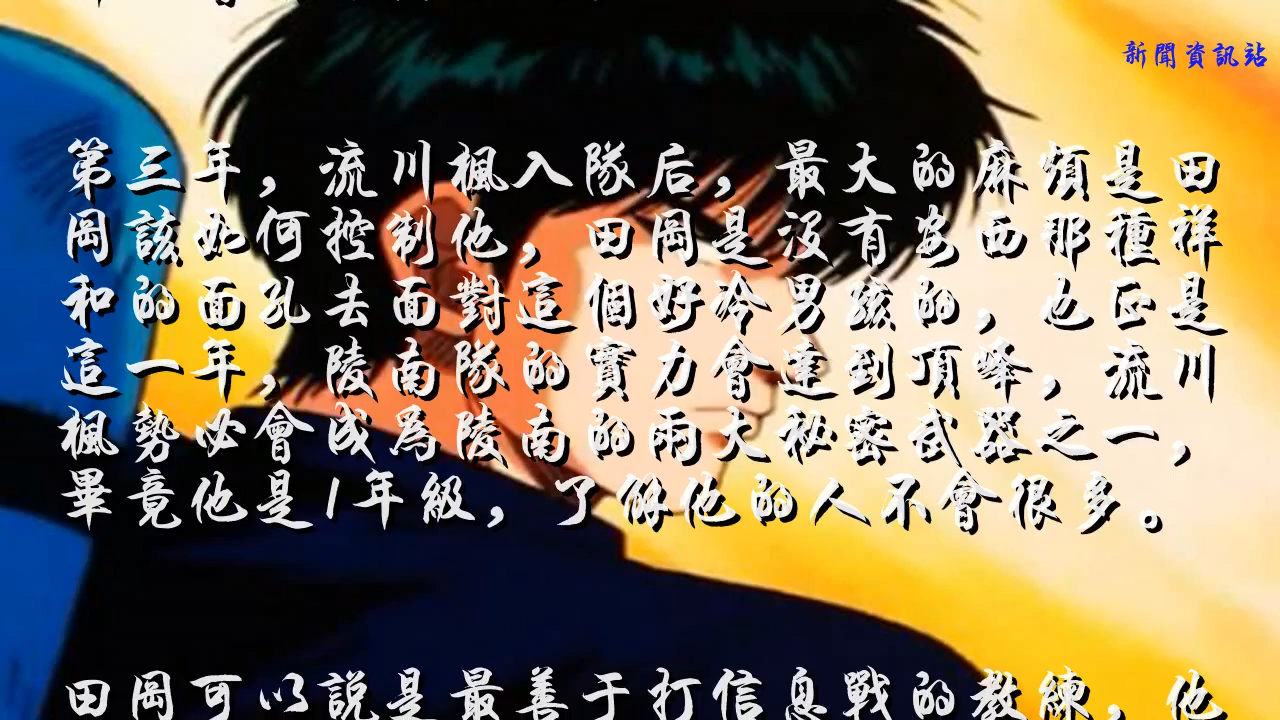 新聞資訊站
第三年，流川楓入隊后，最大的麻煩是田
岡該如何控制他，田岡是沒有安西那種祥
和的面孔去面對這個好冷男孩的，也正是
這一年，陵南隊的實力會達到頂峰，流川
楓勢必會成爲陵南的兩大秘密武器之一，
畢竟他是1年級，了解他的人不會很多。
田岡可以說是最善于打信息戰的教練，他